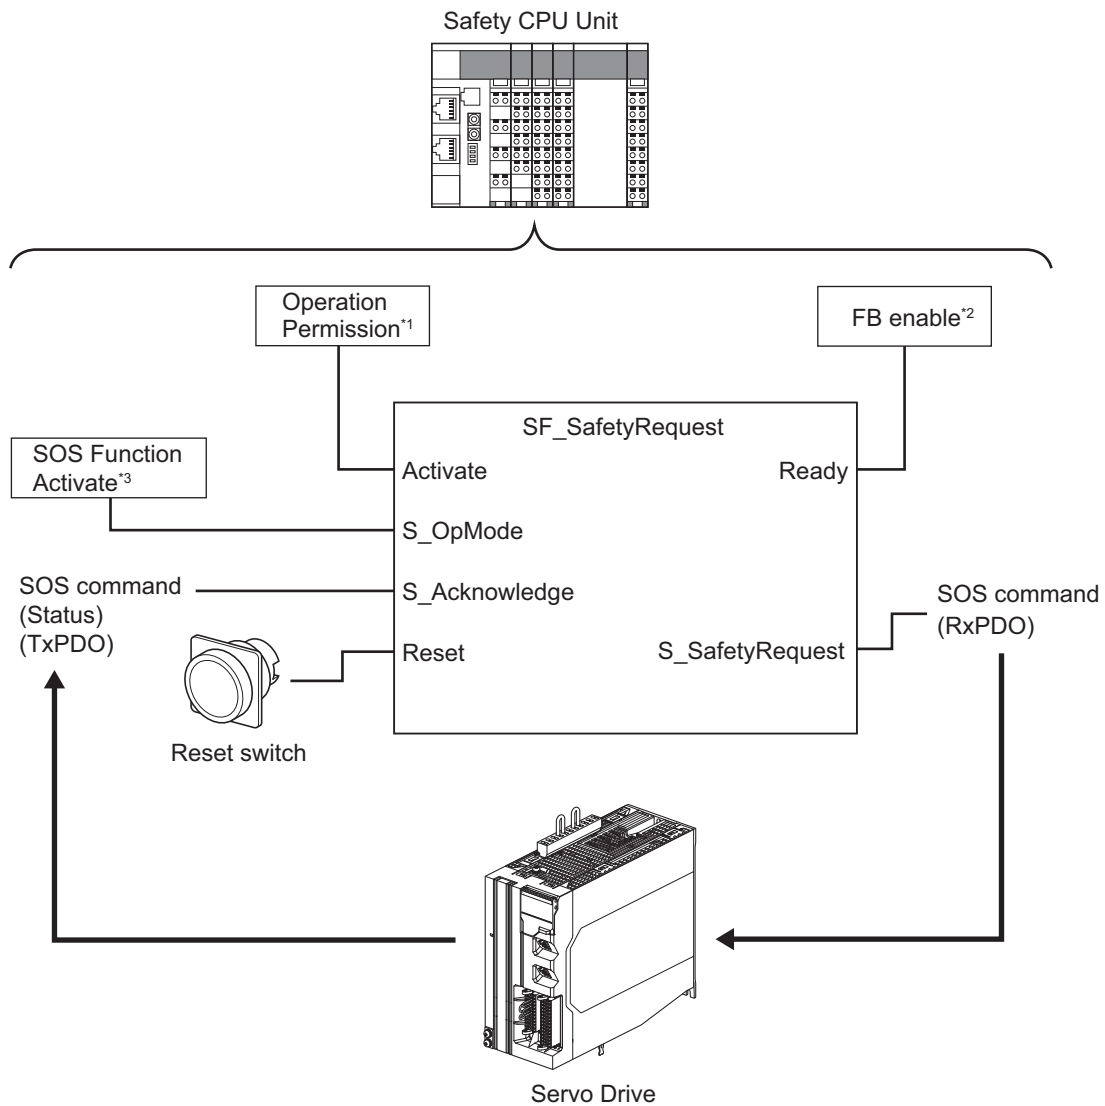 Safety CPU Unit
Operation
Permission*1
FB enable*2
SF_SafetyRequest
SOS Function
Activate*3
Activate
Ready
S_OpMode
SOS command
(Status)
(TxPDO)
S_Acknowledge
SOS command
(RxPDO)
Reset
S_SafetyRequest
Reset switch
Servo Drive